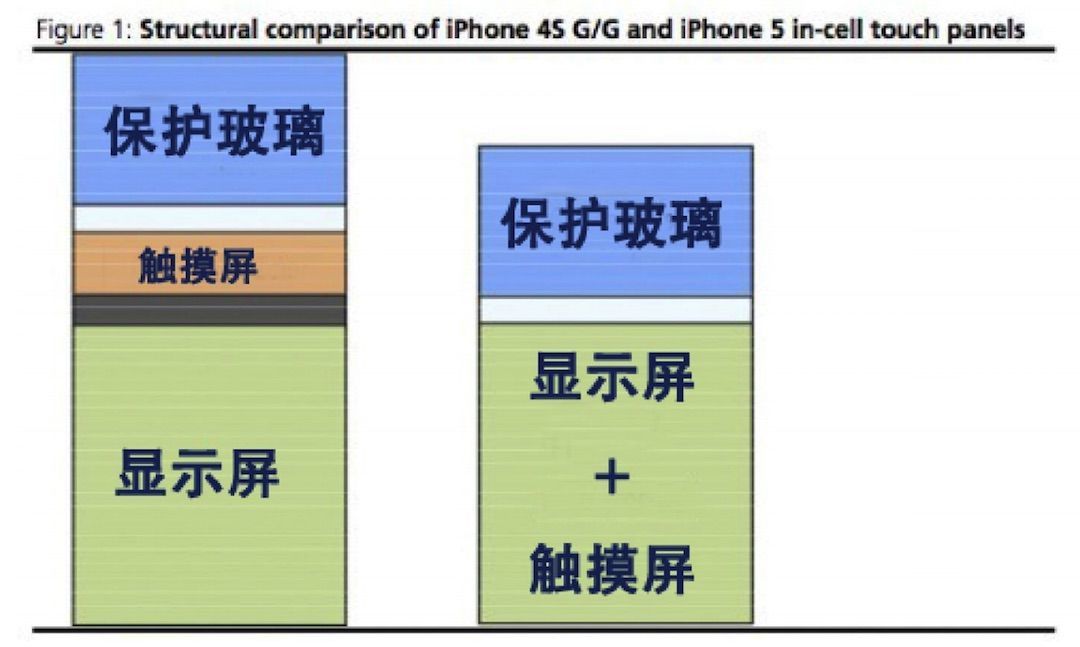 Figure 1: Structural comparison of iPhone 4S G/G and iPhone 5 in-cell touch panels
保护玻璃
触摸屏
显示屏
保护玻璃
显示屏
+
触摸屏